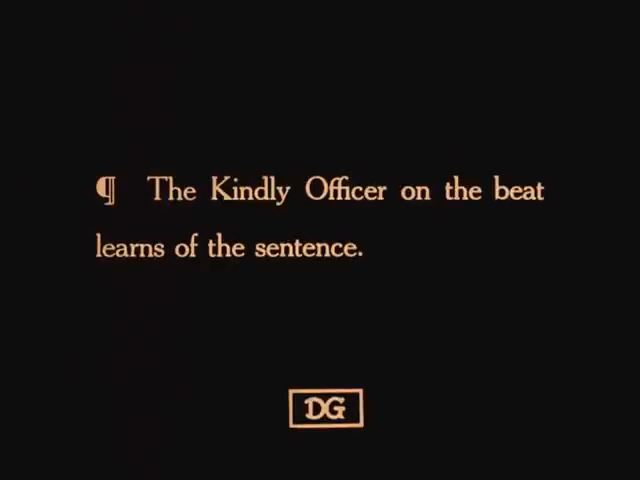 ¶ The Kindly Officer on the beat
learns of the sentence.
DG